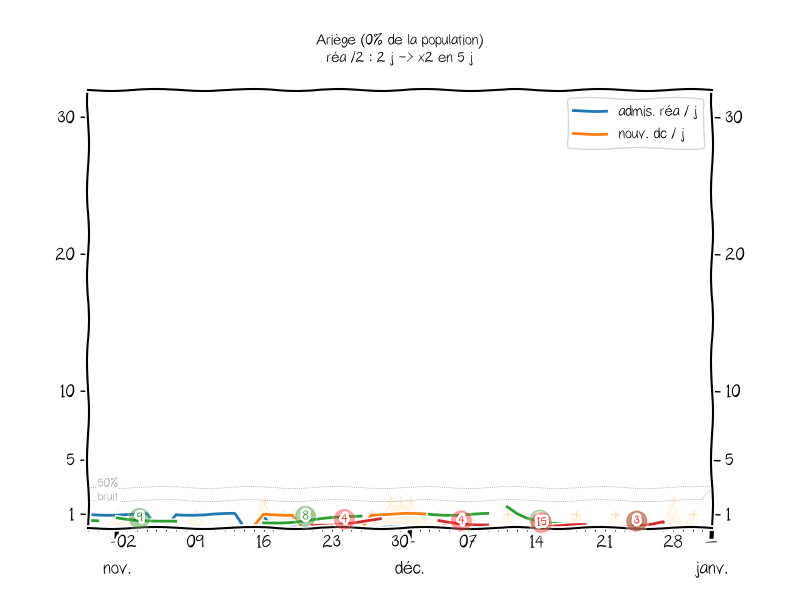 Ariège (0% de la population)
réa /2 : 2 j -> x2 en 5 j
admis. réa / j
nouv. dc / j
30 30
20 20
10 10
5 5
50%
bruit
1 1
9 8 4 4 15 3
02 09 16 30 07 14 21 28
nov. déc. janv.